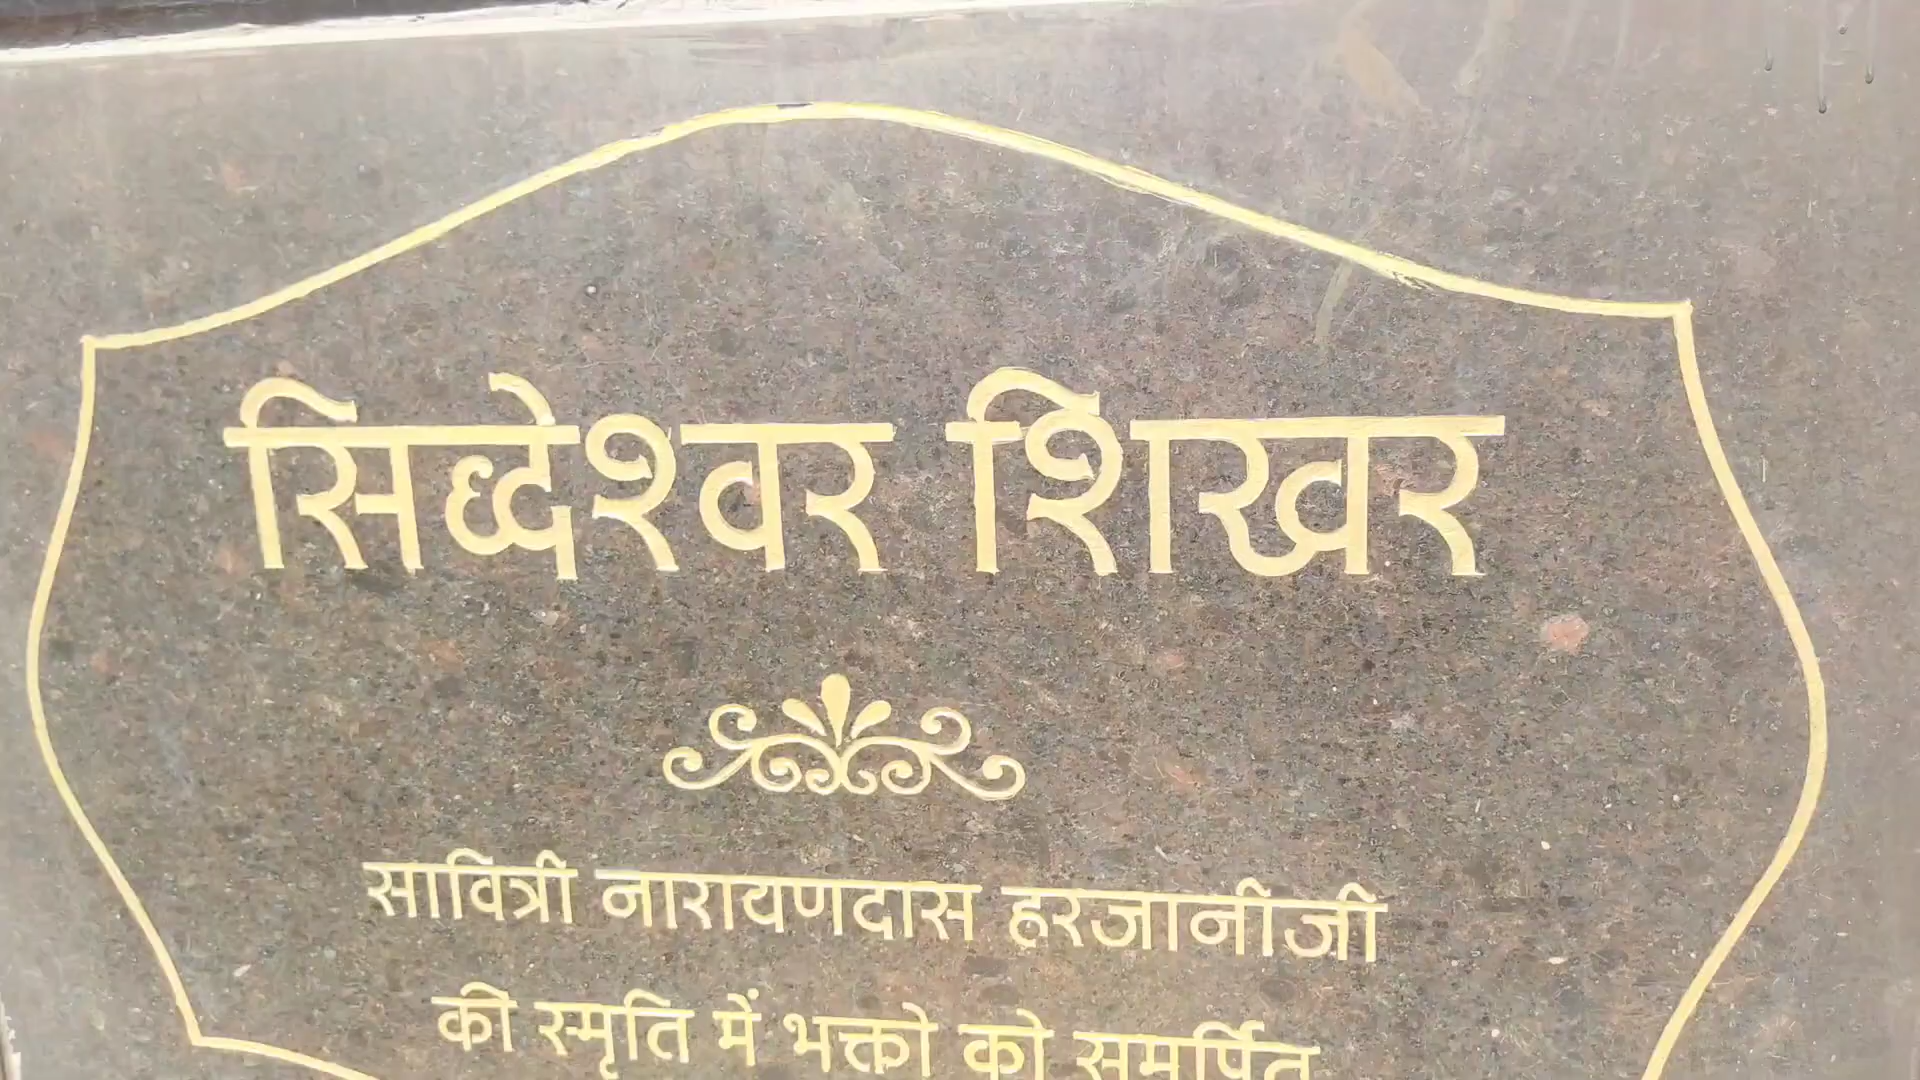 सिध्देश्वर शिखर
सावित्री नारायणदास हरजानीजी
की स्मृति में भक्तो को समर्पित